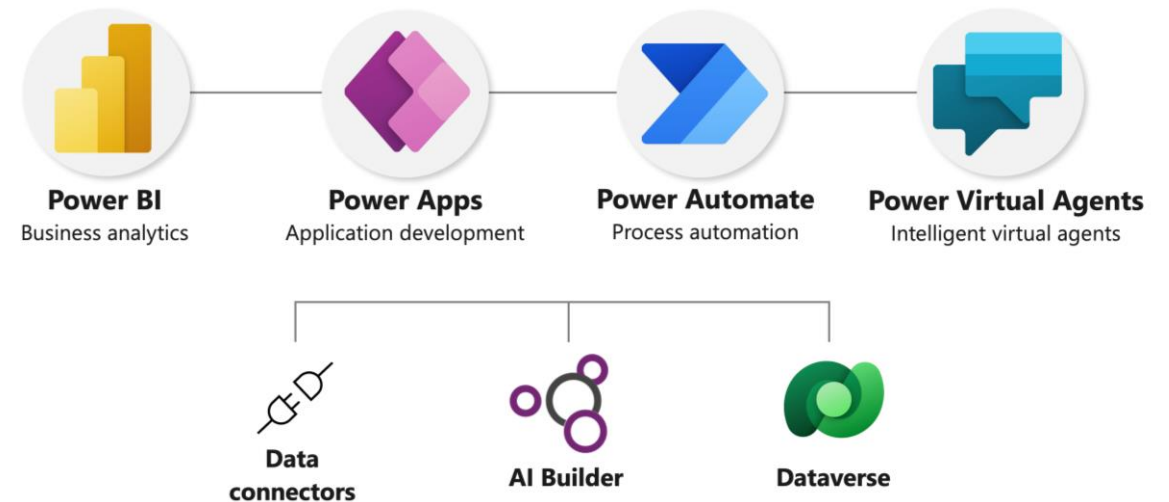 Power BI
Business analytics
Power Apps
Application development
Power Automate
Process automation
Power Virtual Agents
Intelligent virtual agents
Data
connectors
AI Builder
Dataverse